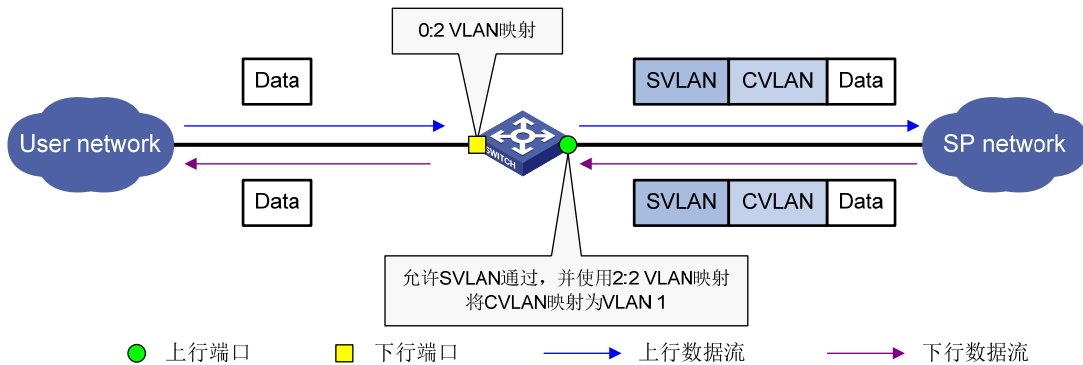 0:2 VLAN映射
Data
SVLAN CVLAN Data
User network
SWITCH
SP network
Data
SVLAN CVLAN Data
允许SVLAN通过，并使用2:2 VLAN映射
将CVLAN映射为VLAN 1
上行端口 下行端口 上行数据流 下行数据流